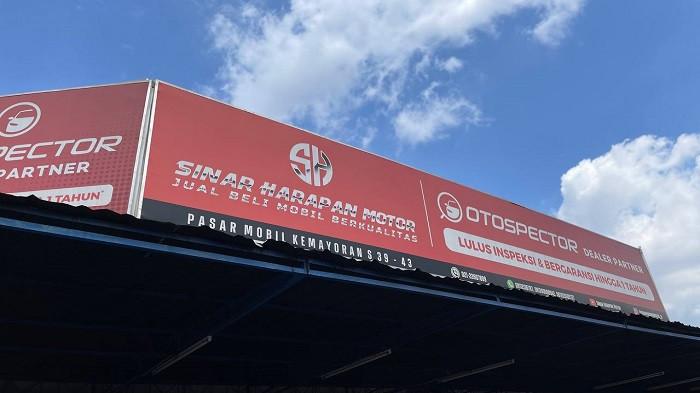 SPECTOR
PARTNER
1 TAHUN*
SH
SINAR HARAPAN MOTOR
JUAL BELI MOBIL BERKUALITAS
PASAR MOBIL KEMAYORAN S 39 - 43
OTOSPECTOR DEALER PARTNER
LULUS INSPEKSI & BERGARANSI HINGGA 1 TAHUN